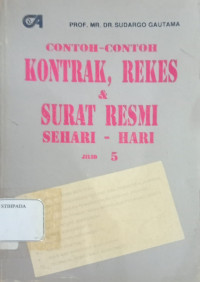 PROF. MR. DR. SUDARGO GAUTAMA
CONTOH-CONTOH
KONTRAK, REKES
&
SURAT RESMI
SEHARI - HARI
JILID 5